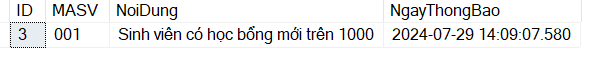 ID MASV NoiDung NgayThongBao
3 001 Sinh viên có học bổng mới trên 1000 2024-07-29 14:09:07.580